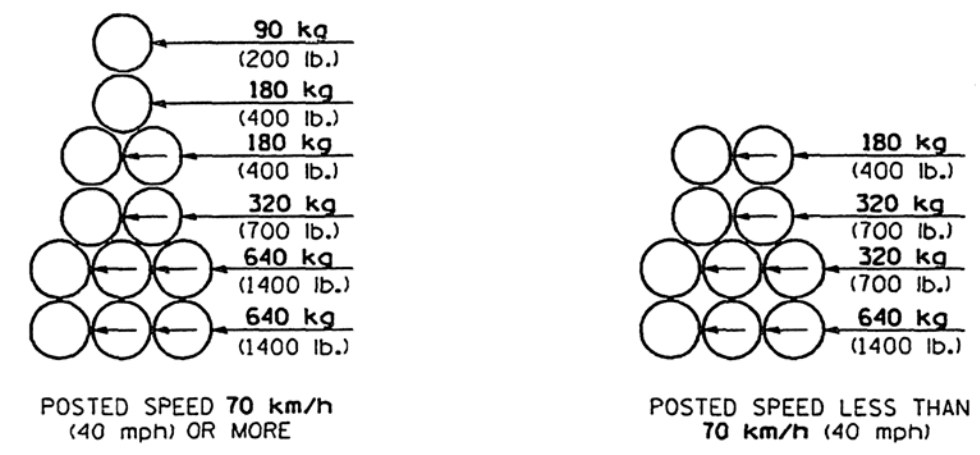 90 kg
(200 lb.)
180 kg
(400 lb.)
180 kg
(400 lb.)
320 kg
(700 lb.)
640 kg
(1400 lb.)
640 kg
(1400 lb.)
POSTED SPEED 70 km/h
(40 mph) OR MORE
180 kg
(400 lb.)
320 kg
(700 lb.)
320 kg
(700 lb.)
640 kg
(1400 lb.)
POSTED SPEED LESS THAN
70 km/h (40 mph)